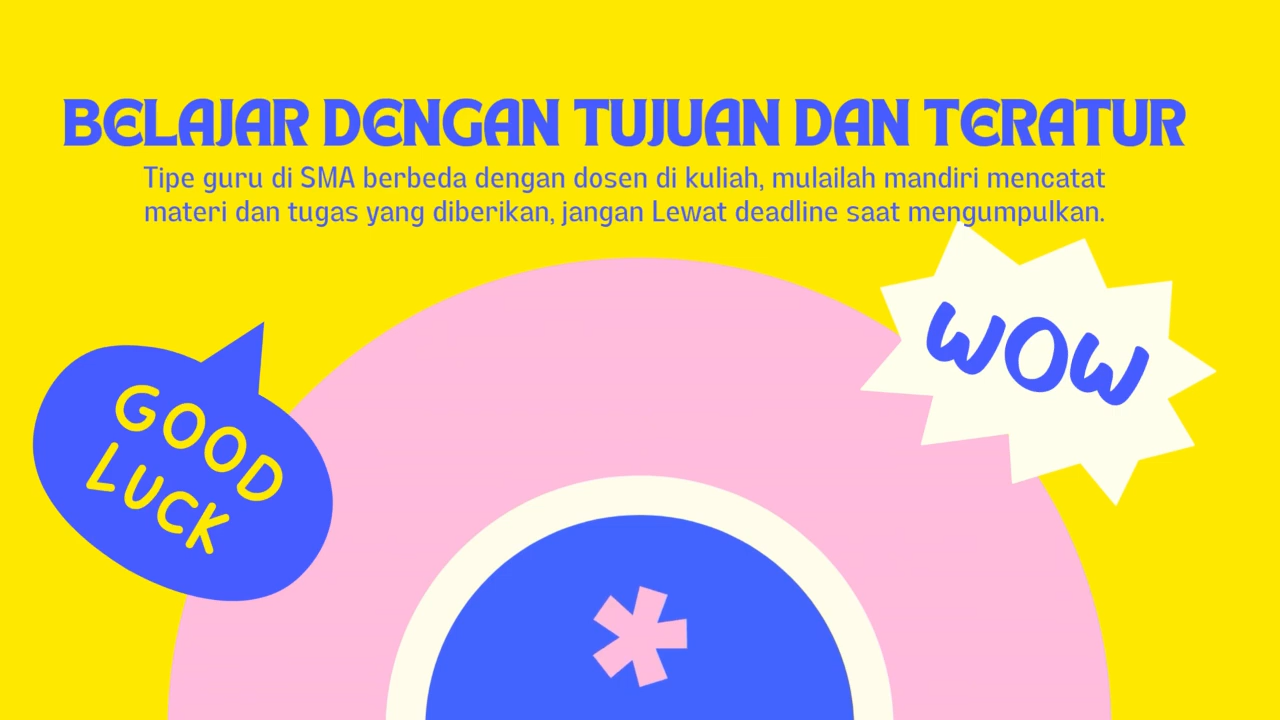 BELAJAR DENGAN TUJUAN DAN TERATUR
Tipe guru di SMA berbeda dengan dosen di kuliah, mulailah mandiri mencatat
materi dan tugas yang diberikan, jangan Lewat deadline saat mengumpulkan.
WOW
GOOD
LUCK